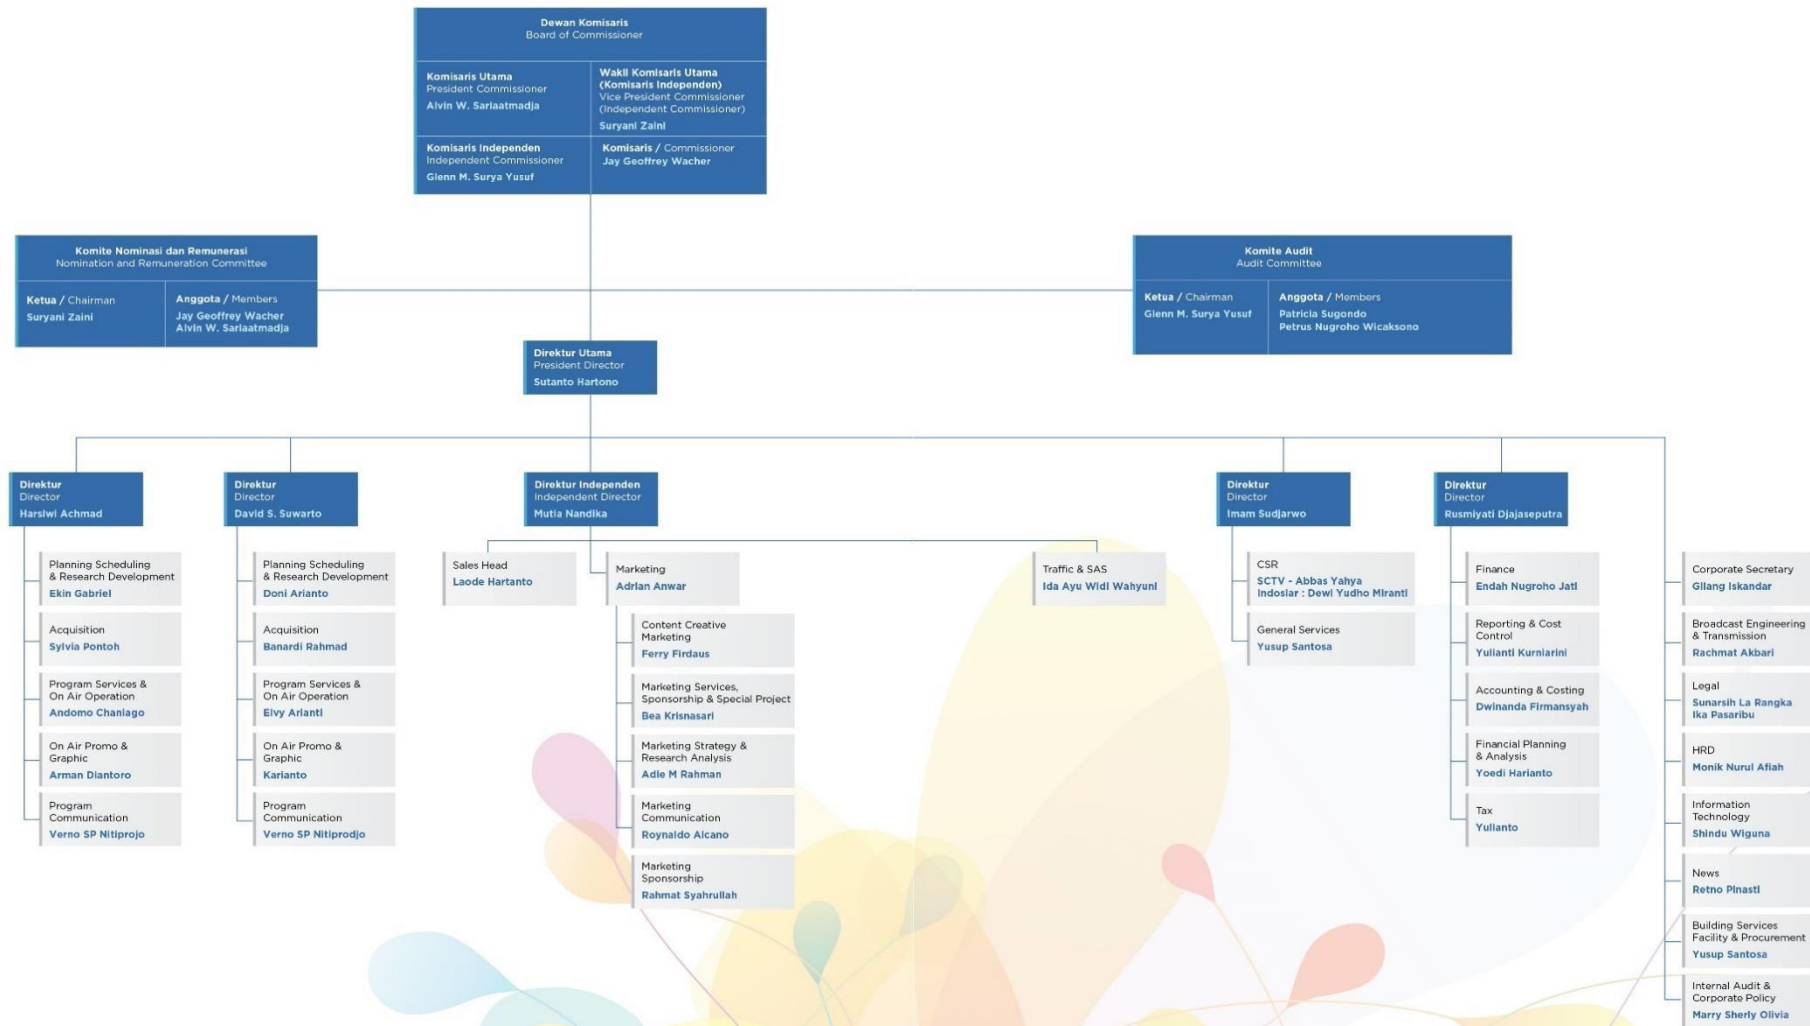 Dewan Komisaris
Board of Commissioner
Komisaris Utama
President Commissioner
Alvin W. Sariaatmadja
Wakil Komisaris Utama
(Komisaris Independen)
Vice President Commissioner
(Independent Commissioner)
Suryani Zaini
Komisaris Independen
Independent Commissioner
Glenn M. Surya Yusuf
Komisaris / Commissioner
Jay Geoffrey Wacher
Komite Nominasi dan Remunerasi
Nomination and Remuneration Committee
Ketua / Chairman
Suryani Zaini
Anggota / Members
Jay Geoffrey Wacher
Alvin W. Sariaatmadja
Komite Audit
Audit Committee
Ketua / Chairman
Glenn M. Surya Yusuf
Anggota / Members
Patricia Sugondo
Petrus Nugroho Wicaksono
Direktur Utama
President Director
Sutanto Hartono
Direktur
Director
Harsiwi Achmad
Planning Scheduling
& Research Development
Ekin Gabriel
Acquisition
Sylvia Pontoh
Program Services &
On Air Operation
Andomo Chaniago
On Air Promo &
Graphic
Arman Diantoro
Program
Communication
Verno SP Nitiprojo
Direktur
Director
David S. Suwarto
Planning Scheduling
& Research Development
Doni Arianto
Acquisition
Banardi Rahmad
Program Services &
On Air Operation
Elvy Arianti
On Air Promo &
Graphic
Karianto
Program
Communication
Verno SP Nitiprodjo
Direktur Independen
Independent Director
Mutia Nandika
Sales Head
Laode Hartanto
Marketing
Adrian Anwar
Content Creative
Marketing
Ferry Firdaus
Marketing Services,
Sponsorship & Special Project
Bea Krisnasari
Marketing Strategy &
Research Analysis
Adie M Rahman
Marketing
Communication
Roynaldo Alcano
Marketing
Sponsorship
Rahmat Syahrullah
Traffic & SAS
Ida Ayu Widi Wahyuni
Direktur
Director
Imam Sudjarwo
CSR
SCTV - Abbas Yahya
Indosiar : Dewi Yudho Miranti
General Services
Yusup Santosa
Direktur
Director
Rusmiyati Djajaseputra
Finance
Endah Nugroho Jati
Reporting & Cost
Control
Yulianti Kurniarini
Accounting & Costing
Dwinanda Firmansyah
Financial Planning
& Analysis
Yoedi Harianto
Tax
Yulianto
Corporate Secretary
Gilang Iskandar
Broadcast Engineering
& Transmission
Rachmat Akbari
Legal
Sunarsih La Rangka
Ika Pasaribu
HRD
Monik Nurul Afiah
Information
Technology
Shindu Wiguna
News
Retno Pinasti
Building Services
Facility & Procurement
Yusup Santosa
Internal Audit &
Corporate Policy
Marry Sherly Olivia